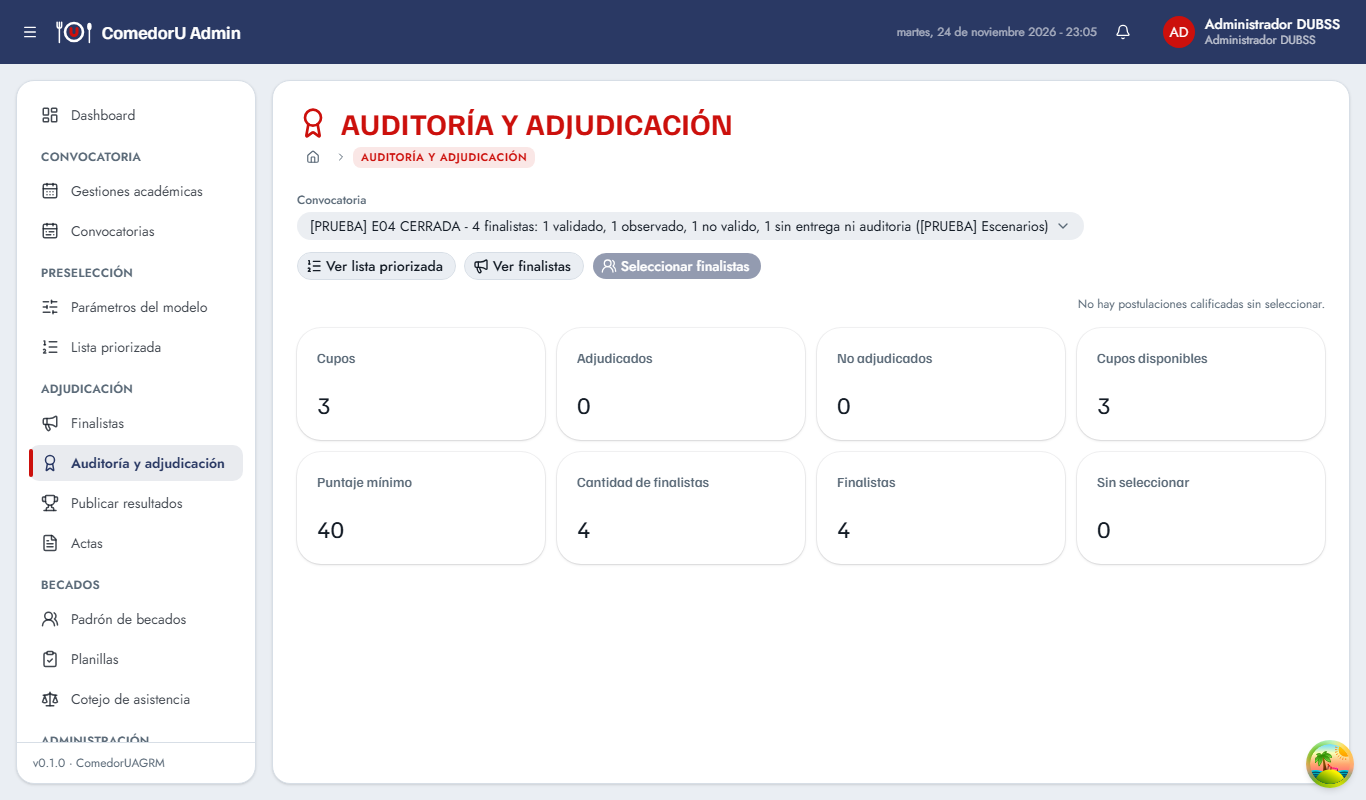 ComedorU Admin
martes, 24 de noviembre 2026 - 23:05
AD
Administrador DUBSS
Administrador DUBSS
Dashboard
CONVOCATORIA
Gestiones académicas
Convocatorias
PRESELECCIÓN
Parámetros del modelo
Lista priorizada
ADJUDICACIÓN
Finalistas
Auditoría y adjudicación
Publicar resultados
Actas
BECADOS
Padrón de becados
Planillas
Cotejo de asistencia
ADMINISTRACIÓN
v0.1.0 · ComedorUAGRM
AUDITORÍA Y ADJUDICACIÓN
AUDITORÍA Y ADJUDICACIÓN
Convocatoria
[PRUEBA] E04 CERRADA - 4 finalistas: 1 validado, 1 observado, 1 no valido, 1 sin entrega ni auditoria ([PRUEBA] Escenarios)
Ver lista priorizada
Ver finalistas
Seleccionar finalistas
No hay postulaciones calificadas sin seleccionar.
Cupos
3
Adjudicados
0
No adjudicados
0
Cupos disponibles
3
Puntaje mínimo
40
Cantidad de finalistas
4
Finalistas
4
Sin seleccionar
0